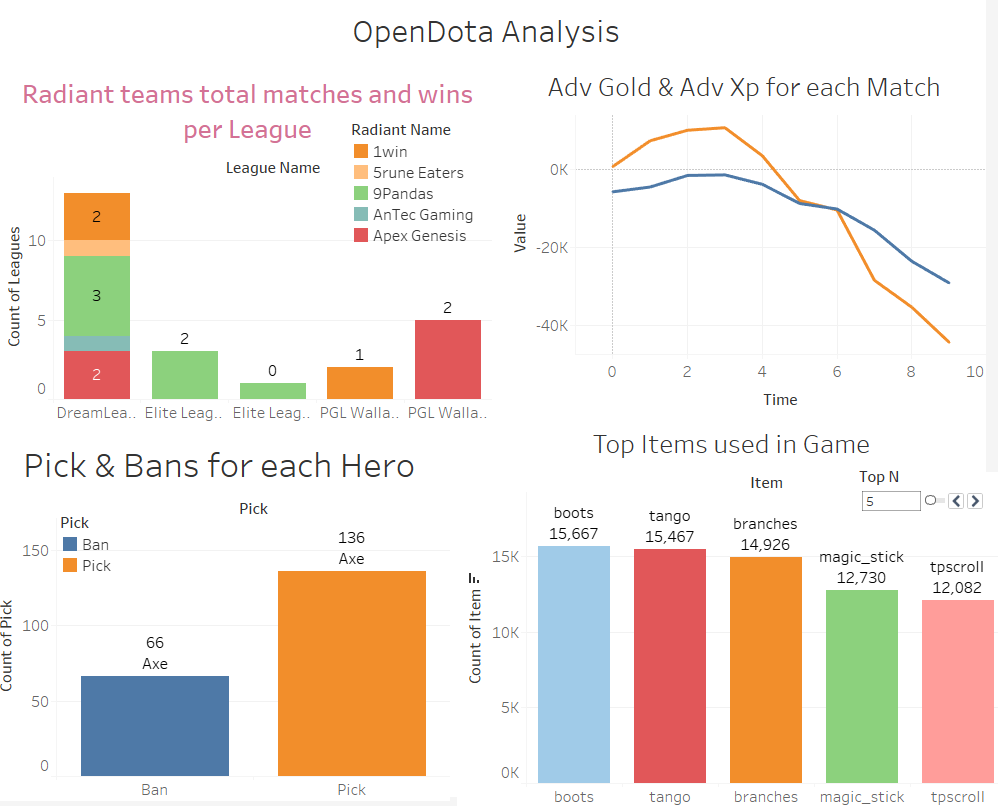 OpenDota Analysis
Radiant teams total matches and wins
per League
Radiant Name
1win
5rune Eaters
9Pandas
AnTec Gaming
Apex Genesis
League Name
Count of Leagues
10
5
0
2
3
2
2
0
1
2
DreamLea..
Elite Leag..
Elite Leag..
PGL Walla..
PGL Walla..
Adv Gold & Adv Xp for each Match
Value
0K
-20K
-40K
0
2
4
6
8
10
Time
Pick & Bans for each Hero
Pick
Pick
Ban
Pick
Count of Pick
150
100
50
0
66
Axe
136
Axe
Ban
Pick
Top Items used in Game
Item
Top N
5
Count of Item
15K
10K
5K
0K
boots
15,667
tango
15,467
branches
14,926
magic_stick
12,730
tpscroll
12,082
boots
tango
branches
magic_stick
tpscroll